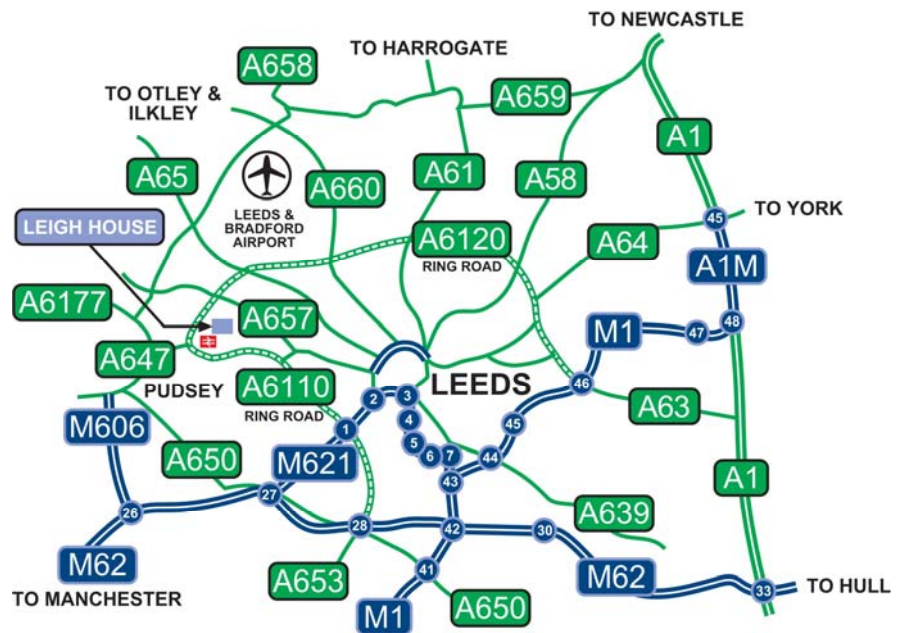 TO NEWCASTLE
TO HARROGATE
A658
TO OTLEY &
ILKLEY
A659
A1
A65
A660
A61
A58
LEEDS &
BRADFORD
AIRPORT
TO YORK
45
LEIGH HOUSE
A6120
RING ROAD
A64
A1M
A6177
A657
M1
47
48
A647
PUDSEY
A6110
RING ROAD
LEEDS
46
2
3
A63
M606
4
45
1
5
A650
M621
6
7
44
A1
43
27
26
28
42
30
A639
M62
TO MANCHESTER
A653
41
M1
A650
M62
33
TO HULL